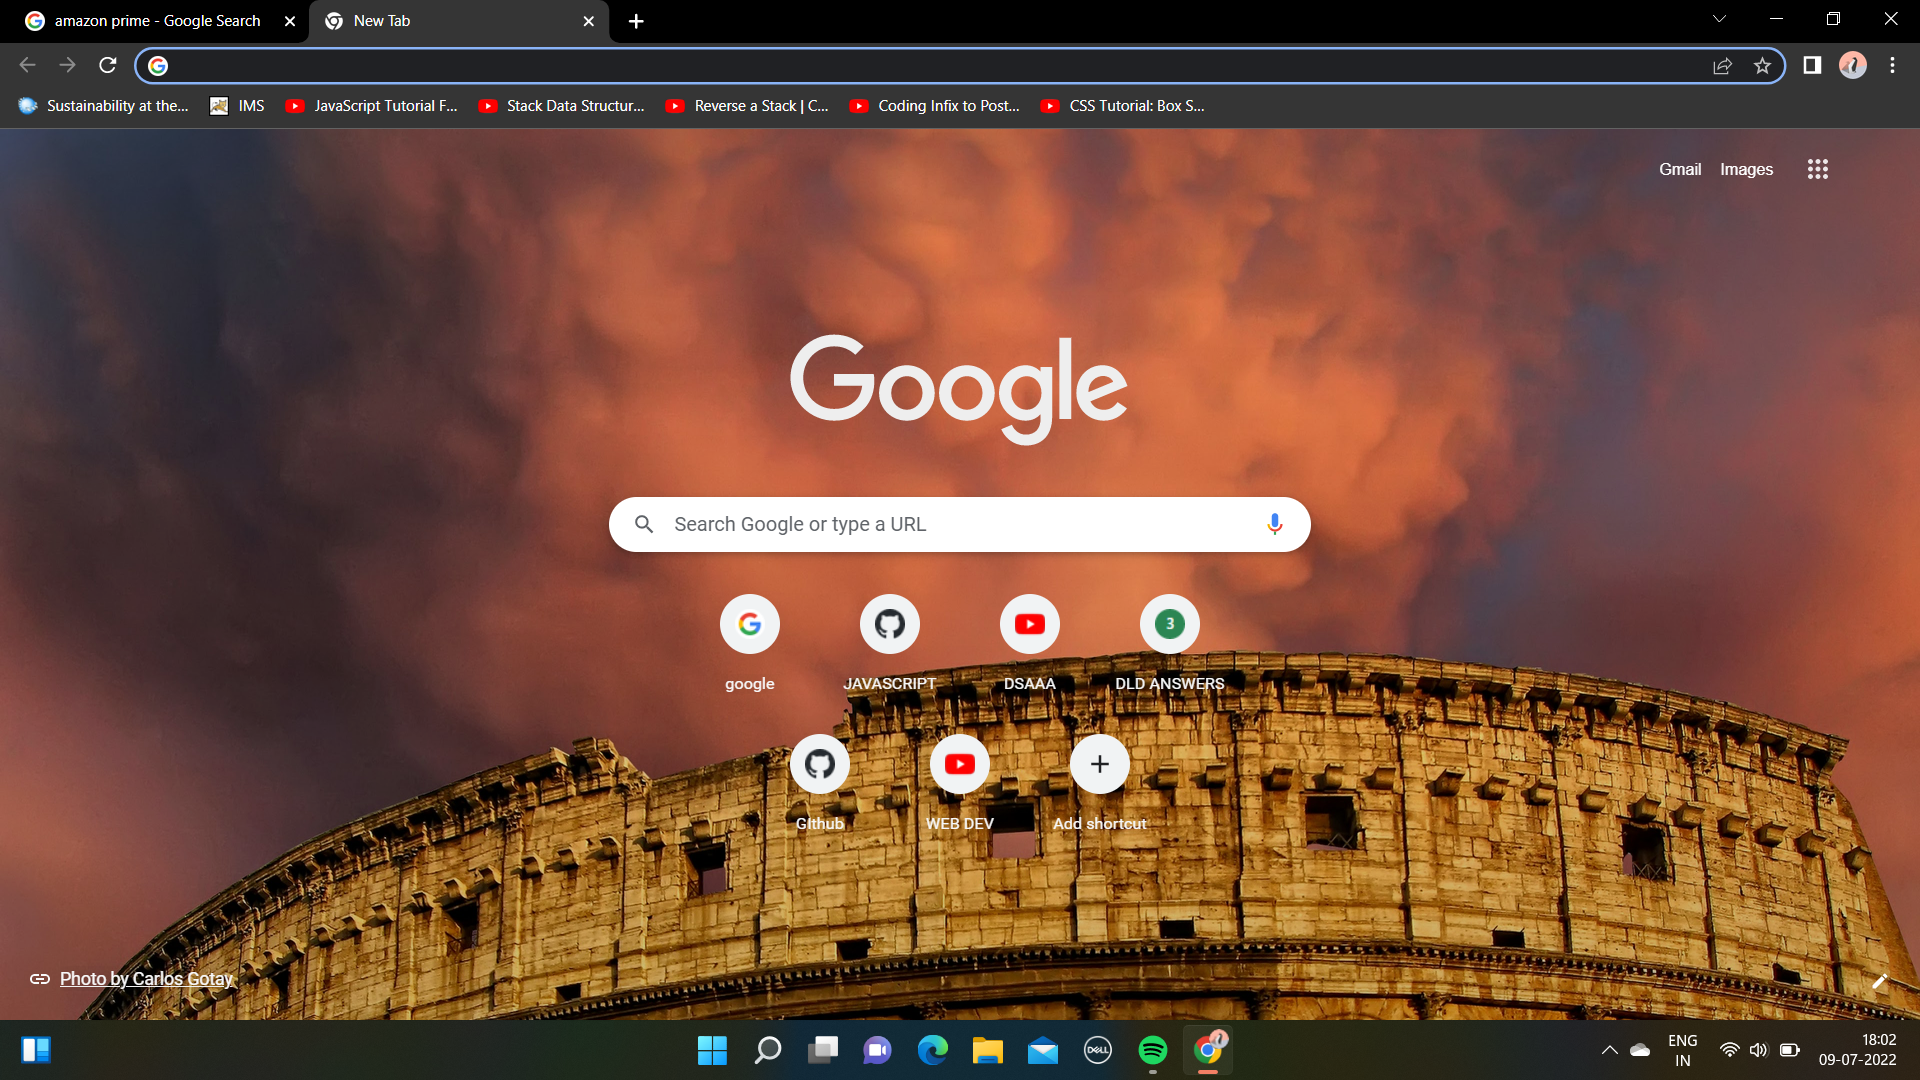 amazon prime - Google Search
New Tab
Sustainability at the...
IMS
JavaScript Tutorial F...
Stack Data Structur...
Reverse a Stack | C...
Coding Infix to Post...
CSS Tutorial: Box S...
Gmail
Images
Google
Search Google or type a URL
3
google
JAVASCRIPT
DSAAA
DLD ANSWERS
GIthub
WEB DEV
Add shortcut
Photo by Carlos Gotay
DELL
ENG
IN
18:02
09-07-2022